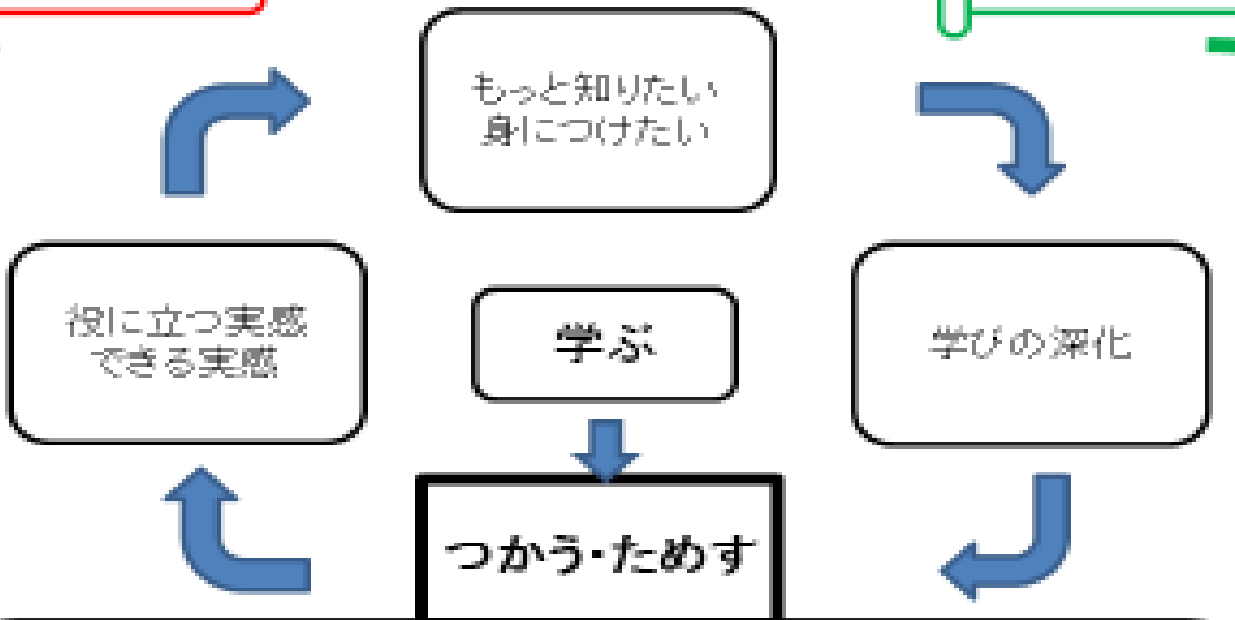 もっと知りたい
身につけたい
役に立つ実感
できる実感
学ぶ
学びの深化
つかう・ためす